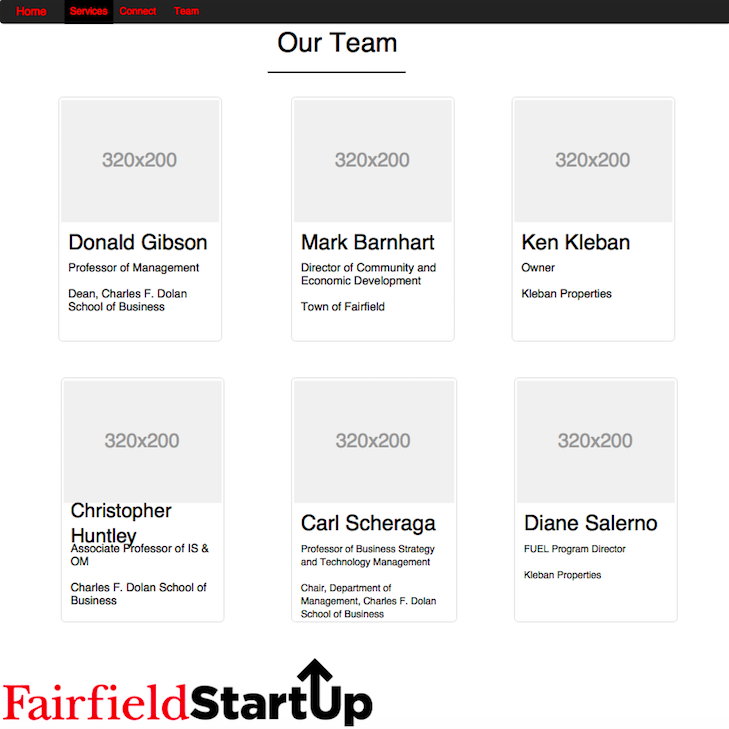 Home Services Connect Team
Our Team
320x200
Donald Gibson
Professor of Management
Dean, Charles F. Dolan
School of Business
320x200
Mark Barnhart
Director of Community and
Economic Development
Town of Fairfield
320x200
Ken Kleban
Owner
Kleban Properties
320x200
Christopher
Huntley
Associate Professor of IS &
OM
Charles F. Dolan School of
Business
320x200
Carl Scheraga
Professor of Business Strategy
and Technology Management
Chair, Department of
Management, Charles F. Dolan
School of Business
320x200
Diane Salerno
FUEL Program Director
Kleban Properties
FairfieldStartUp